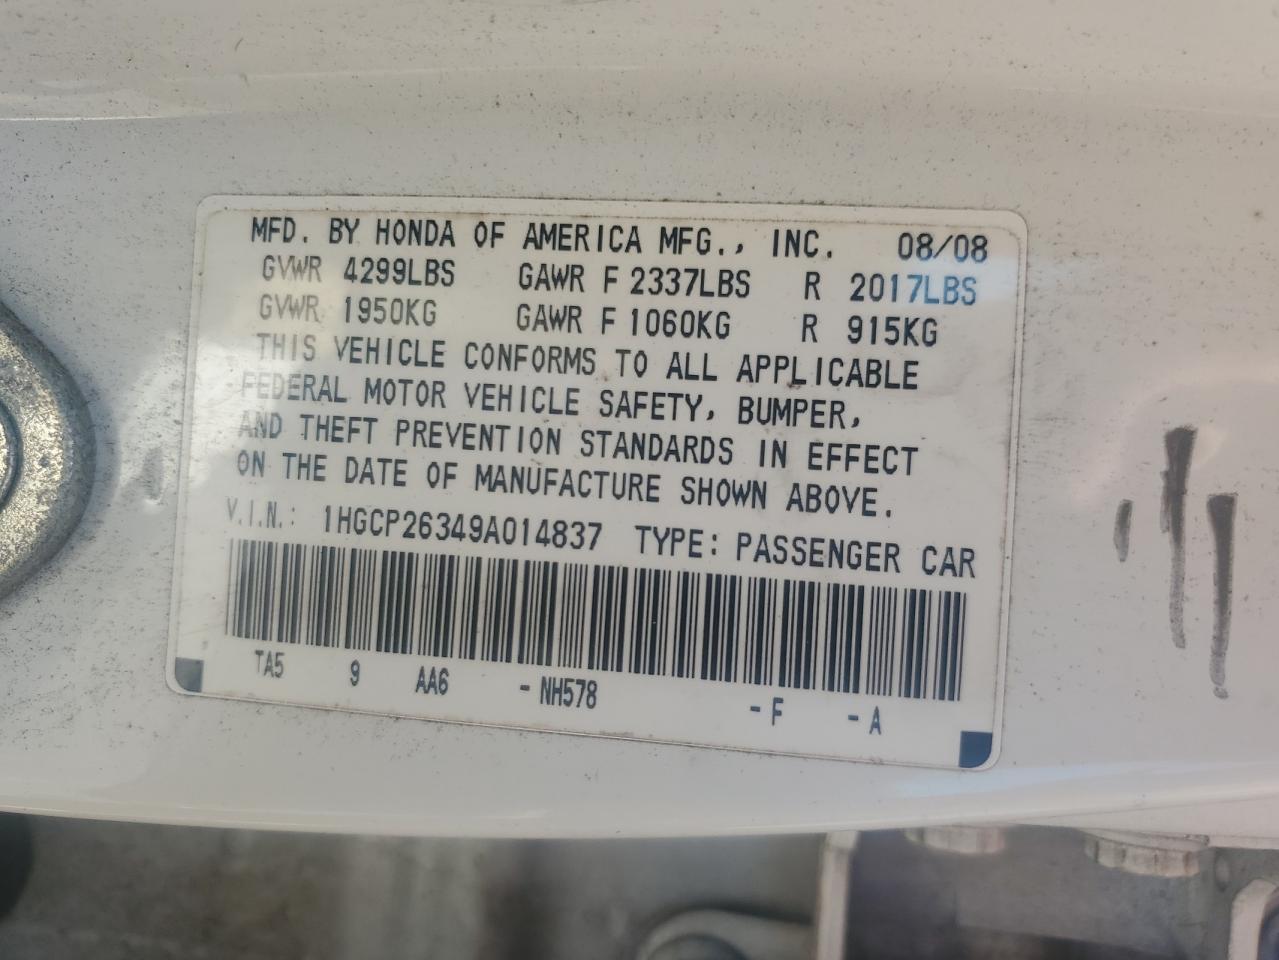 MFD. BY HONDA OF AMERICA MFG., INC. 08/08
GVWR 4299LBS GAWR F 2337LBS R 2017LBS
GVWR 1950KG GAWR F 1060KG R 915KG
THIS VEHICLE CONFORMS TO ALL APPLICABLE
FEDERAL MOTOR VEHICLE SAFETY, BUMPER,
AND THEFT PREVENTION STANDARDS IN EFFECT
ON THE DATE OF MANUFACTURE SHOWN ABOVE.
V.I.N.: 1HGCP26349A014837 TYPE: PASSENGER CAR
TA5 9 AA6 -NH578 -F -A